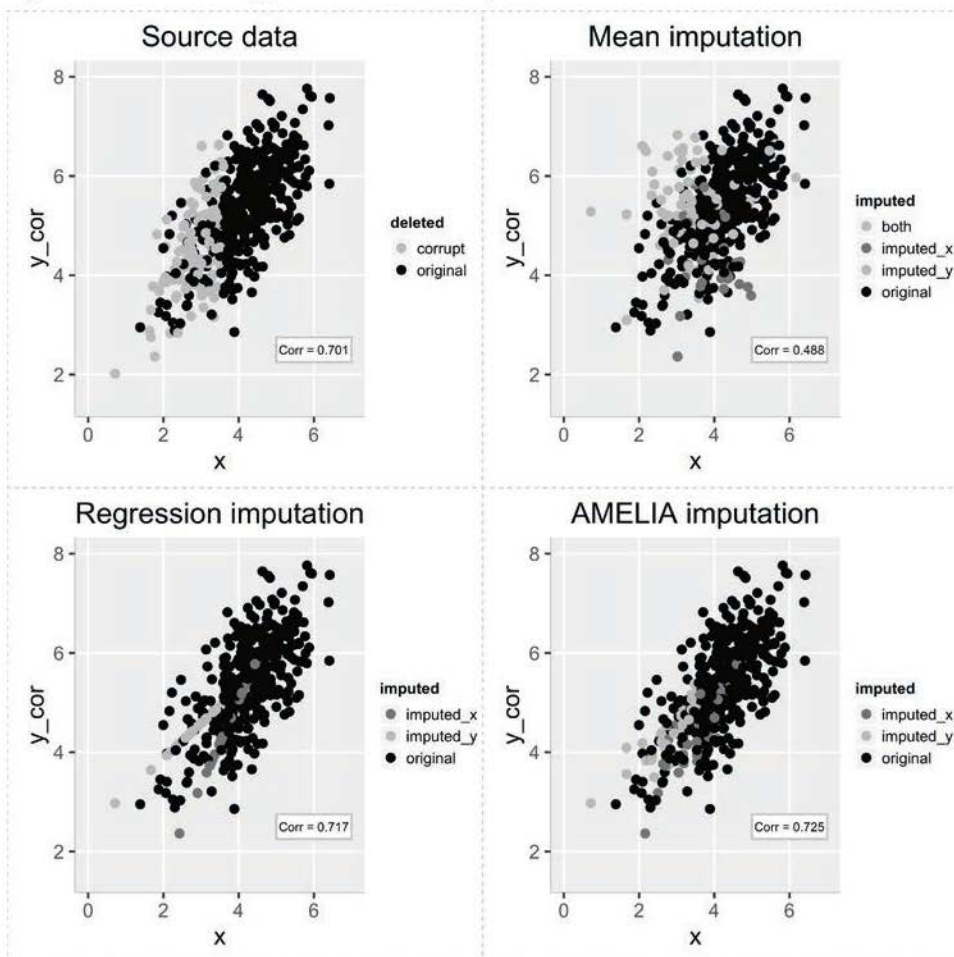 Source data
8
6
4
2
0
2
4
6
y_cor
x
deleted
corrupt
original
Corr = 0.701
Mean imputation
8
6
4
2
0
2
4
6
y_cor
x
imputed
both
imputed_x
imputed_y
original
Corr = 0.488
Regression imputation
8
6
4
2
0
2
4
6
y_cor
x
imputed
imputed_x
imputed_y
original
Corr = 0.717
AMELIA imputation
8
6
4
2
0
2
4
6
y_cor
x
imputed
imputed_x
imputed_y
original
Corr = 0.725